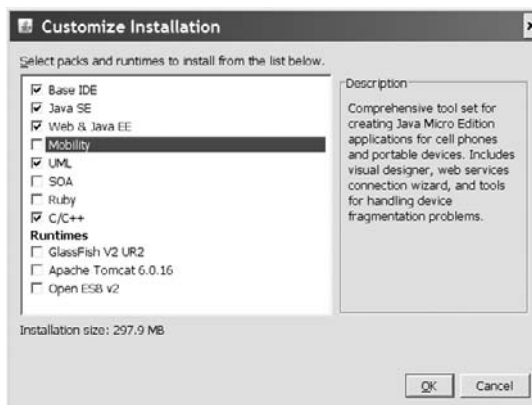 Customize Installation
Select packs and runtimes to install from the list below.
Base IDE
Java SE
Web & Java EE
Mobility
UML
SOA
Ruby
C/C++
Runtimes
GlassFish V2 UR2
Apache Tomcat 6.0.16
Open ESB v2
Description
Comprehensive tool set for
creating Java Micro Edition
applications for cell phones
and portable devices. Includes
visual designer, web services
connection wizard, and tools
for handling device
fragmentation problems.
Installation size: 297.9 MB
OK
Cancel